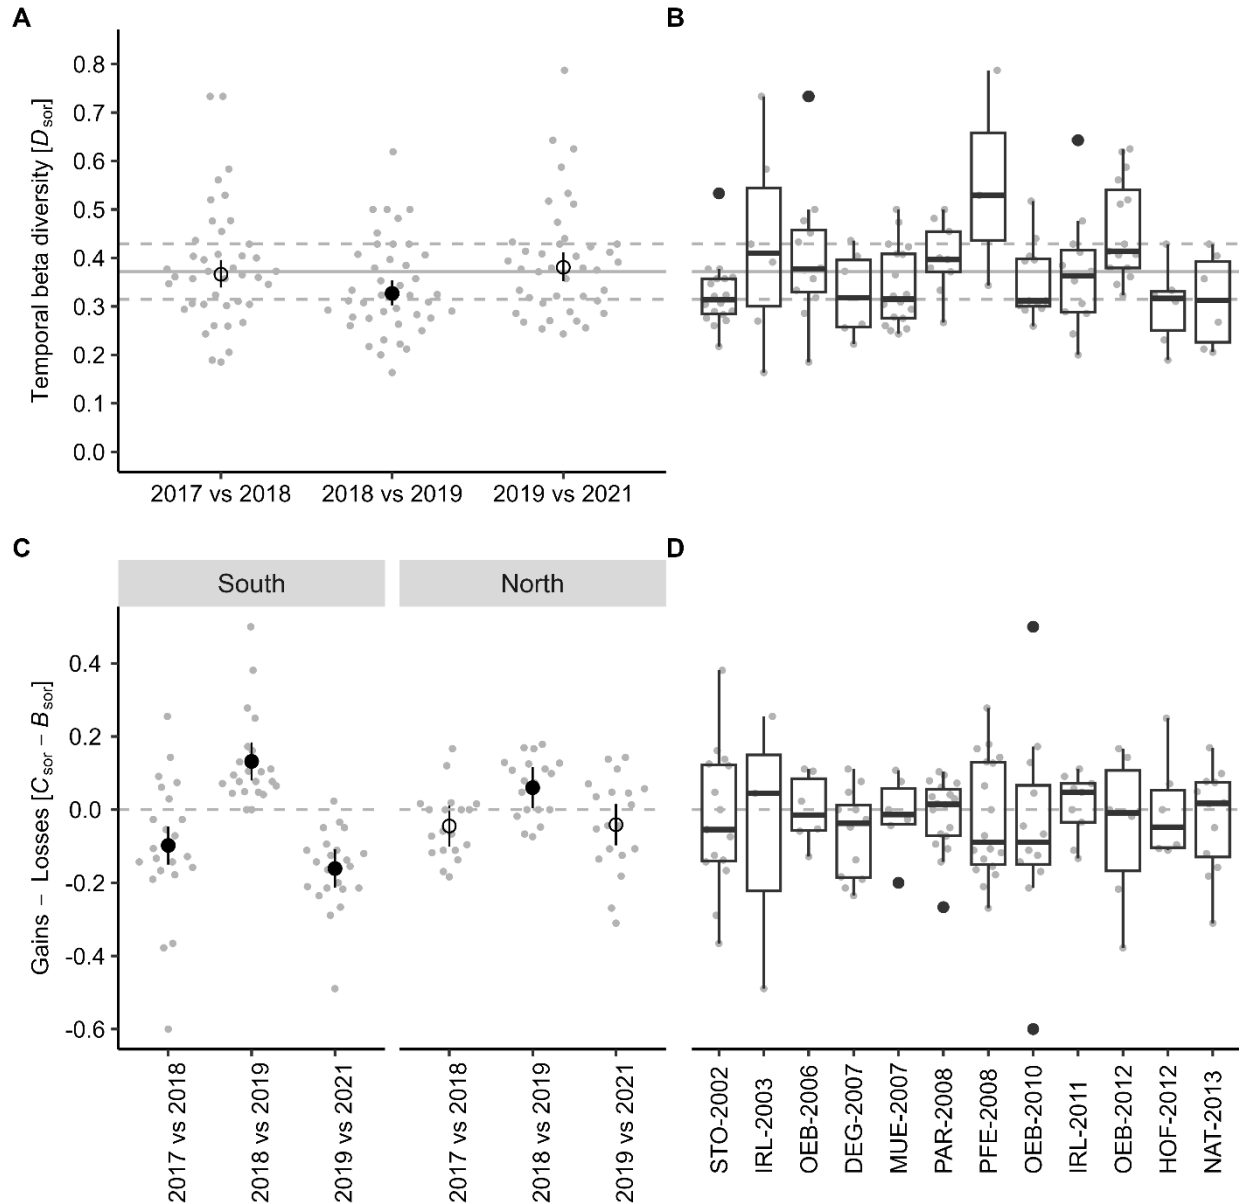 A
B
Temporal beta diversity [Dsor]
0.8
0.7
0.6
0.5
0.4
0.3
0.2
0.1
0.0
2017 vs 2018
2018 vs 2019
2019 vs 2021
C
D
South
North
Gains − Losses [Csor − Bsor]
0.4
0.2
0.0
-0.2
-0.4
-0.6
2017 vs 2018
2018 vs 2019
2019 vs 2021
2017 vs 2018
2018 vs 2019
2019 vs 2021
STO-2002
IRL-2003
OEB-2006
DEG-2007
MUE-2007
PAR-2008
PFE-2008
OEB-2010
IRL-2011
OEB-2012
HOF-2012
NAT-2013